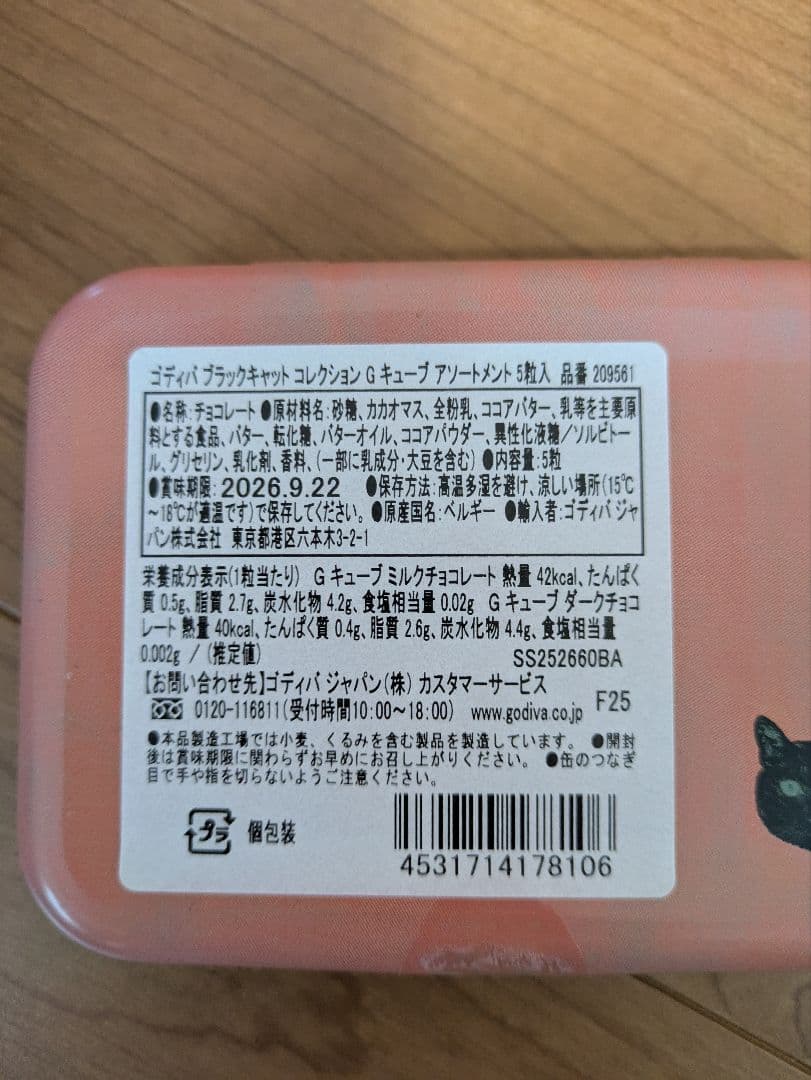 ゴディバ ブラックキャット コレクション G キューブ アソートメント 5粒入 品番 209561
●名称:チョコレート ●原材料名:砂糖、カカオマス、全粉乳、ココアバター、乳等を主要原
料とする食品、バター、転化糖、バターオイル、ココアパウダー、異性化液糖/ソルビトー
ル、グリセリン、乳化剤、香料、(一部に乳成分・大豆を含む) ●内容量:5粒
●賞味期限:2026.9.22 ●保存方法:高温多湿を避け、涼しい場所(15℃
~18℃が適温です)で保存してください。●原産国名:ベルギー ●輸入者:ゴディバ ジャ
パン株式会社 東京都港区六本木3-2-1
栄養成分表示(1粒当たり) G キューブ ミルクチョコレート 熱量 42kcal、たんぱく
質 0.5g、脂質 2.7g、炭水化物 4.2g、食塩相当量 0.02g G キューブ ダークチョコ
レート 熱量 40kcal、たんぱく質 0.4g、脂質 2.6g、炭水化物 4.4g、食塩相当量
0.002g / (推定値) SS252660BA
【お問い合わせ先】ゴディバ ジャパン(株) カスタマーサービス
0120-116811(受付時間10:00~18:00) www.godiva.co.jp F25
●本品製造工場では小麦、くるみを含む製品を製造しています。 ●開封
後は賞味期限に関わらずお早めにお召し上がりください。 ●缶のつなぎ
目で手や指を切らないようご注意ください。
プラ 個包装
4531714178106